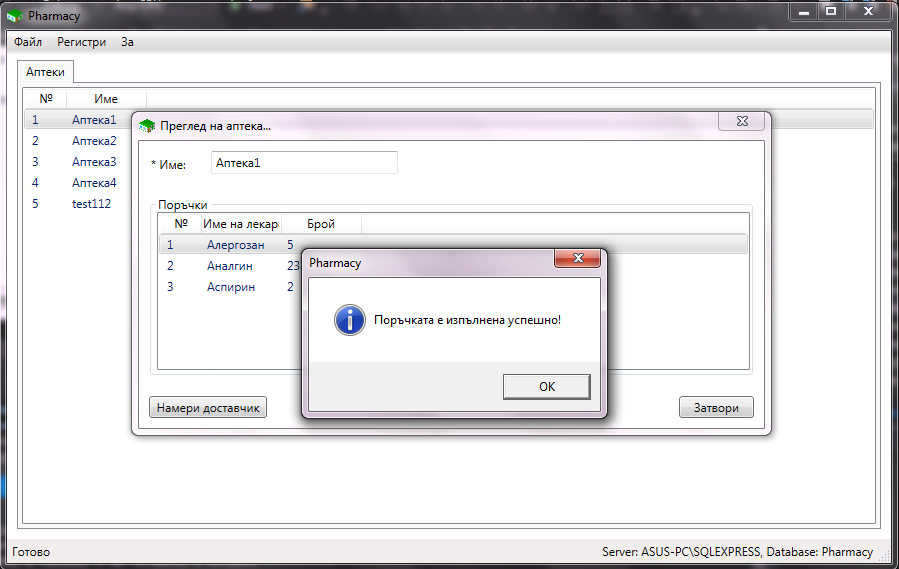 Pharmacy
Файл Регистри За
Аптеки
№ Име
1 Аптека1
2 Аптека2
3 Аптека3
4 Аптека4
5 test112
Преглед на аптека...
* Име: Аптека1
Поръчки
№ Име на лекар Брой
1 Алергозан 5
2 Аналгин 23
3 Аспирин 2
Pharmacy
Поръчката е изпълнена успешно!
OK
Намери доставчик Затвори
Готово Server: ASUS-PC\SQLEXPRESS, Database: Pharmacy